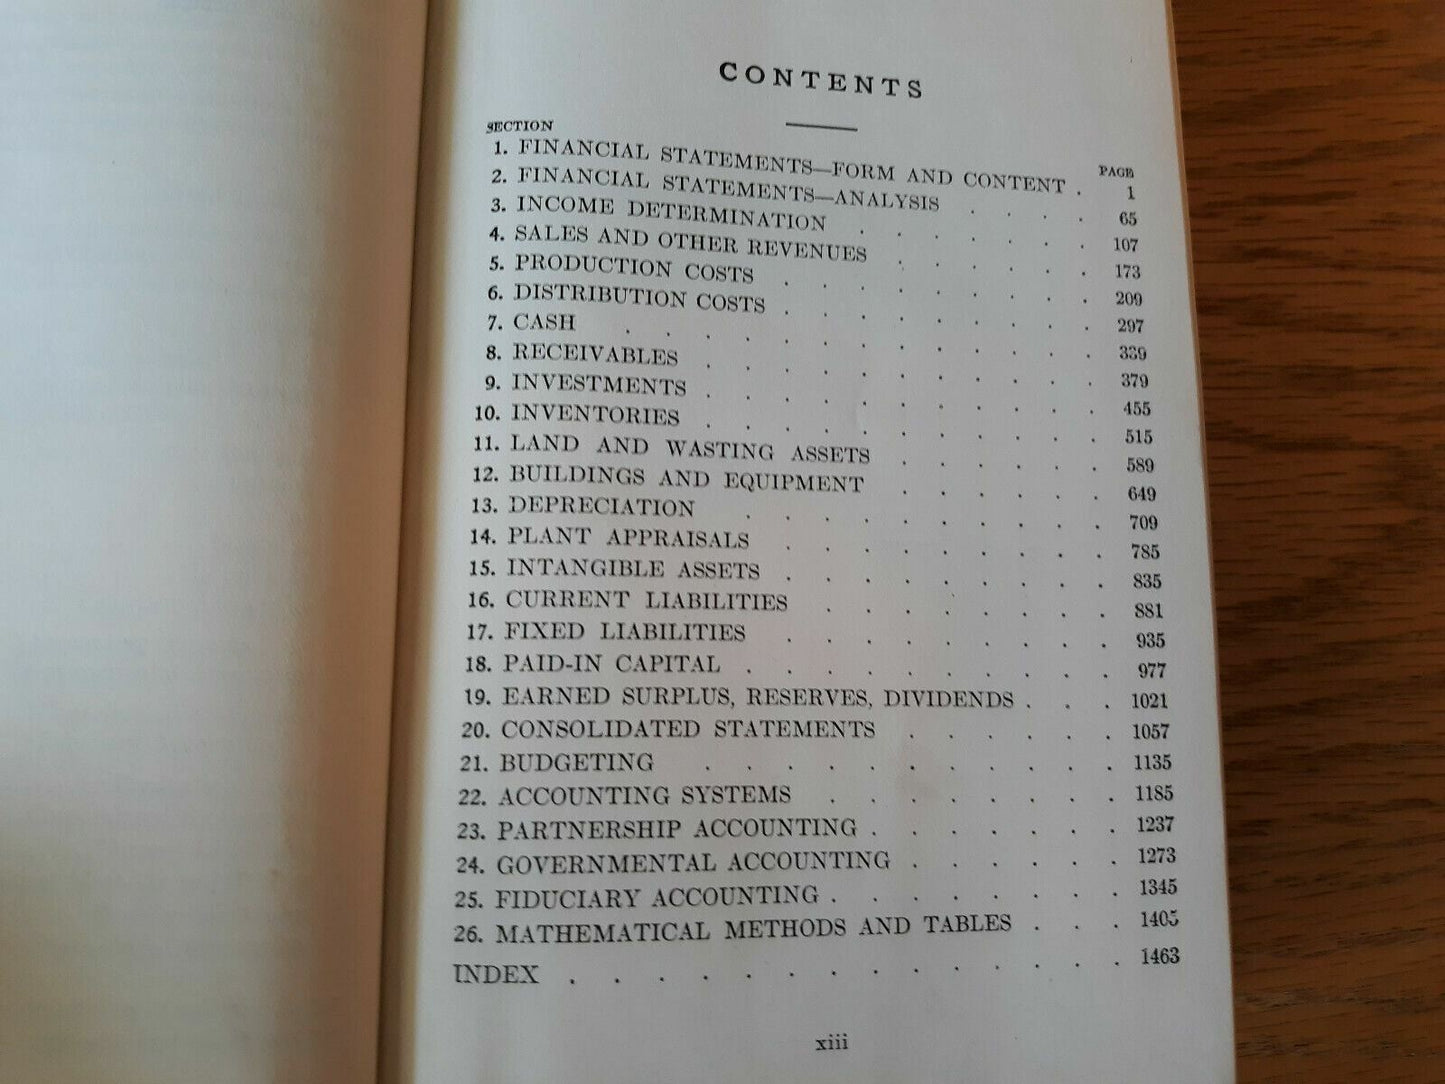 CONTENTS
SECTION PAGE
1. FINANCIAL STATEMENTS—FORM AND CONTENT . 1
2. FINANCIAL STATEMENTS—ANALYSIS . . . . 65
3. INCOME DETERMINATION . . . . . . . 107
4. SALES AND OTHER REVENUES . . . . . . 173
5. PRODUCTION COSTS . . . . . . . . 209
6. DISTRIBUTION COSTS . . . . . . . . 297
7. CASH . . . . . . . . . . . . 339
8. RECEIVABLES . . . . . . . . . . 379
9. INVESTMENTS . . . . . . . . . . 455
10. INVENTORIES . . . . . . . . . . 515
11. LAND AND WASTING ASSETS . . . . . . 589
12. BUILDINGS AND EQUIPMENT . . . . . . 649
13. DEPRECIATION . . . . . . . . . . 709
14. PLANT APPRAISALS . . . . . . . . . 785
15. INTANGIBLE ASSETS . . . . . . . . . 835
16. CURRENT LIABILITIES . . . . . . . . 881
17. FIXED LIABILITIES . . . . . . . . . 935
18. PAID-IN CAPITAL . . . . . . . . . . 977
19. EARNED SURPLUS, RESERVES, DIVIDENDS . . . 1021
20. CONSOLIDATED STATEMENTS . . . . . . 1057
21. BUDGETING . . . . . . . . . . . 1135
22. ACCOUNTING SYSTEMS . . . . . . . . 1185
23. PARTNERSHIP ACCOUNTING . . . . . . . 1237
24. GOVERNMENTAL ACCOUNTING . . . . . . 1273
25. FIDUCIARY ACCOUNTING . . . . . . . . 1345
26. MATHEMATICAL METHODS AND TABLES . . . 1405
INDEX . . . . . . . . . . . . . 1463
xiii